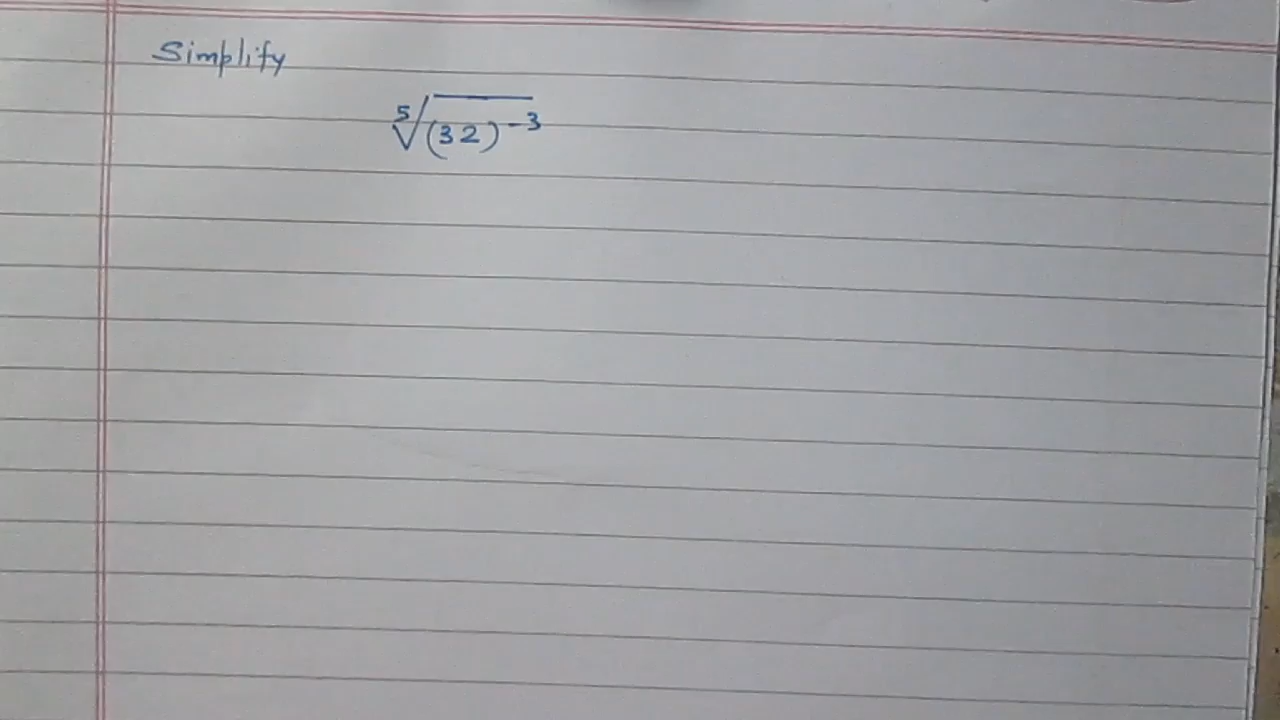 Simplify
⁵√(32)⁻³